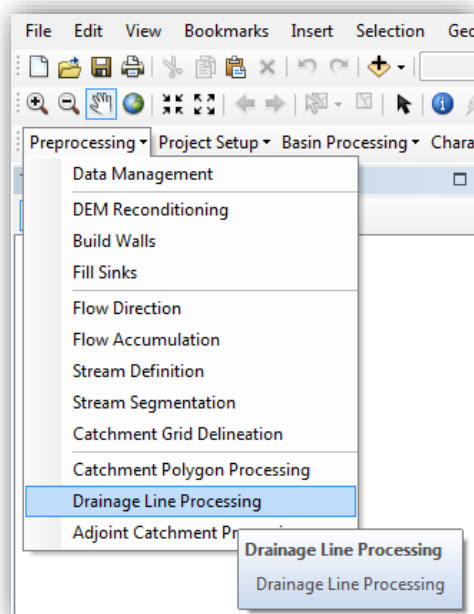 File Edit View Bookmarks Insert Selection
Preprocessing Project Setup Basin Processing
Data Management
DEM Reconditioning
Build Walls
Fill Sinks
Flow Direction
Flow Accumulation
Stream Definition
Stream Segmentation
Catchment Grid Delineation
Catchment Polygon Processing
Drainage Line Processing
Adjoint Catchment
Drainage Line Processing
Drainage Line Processing